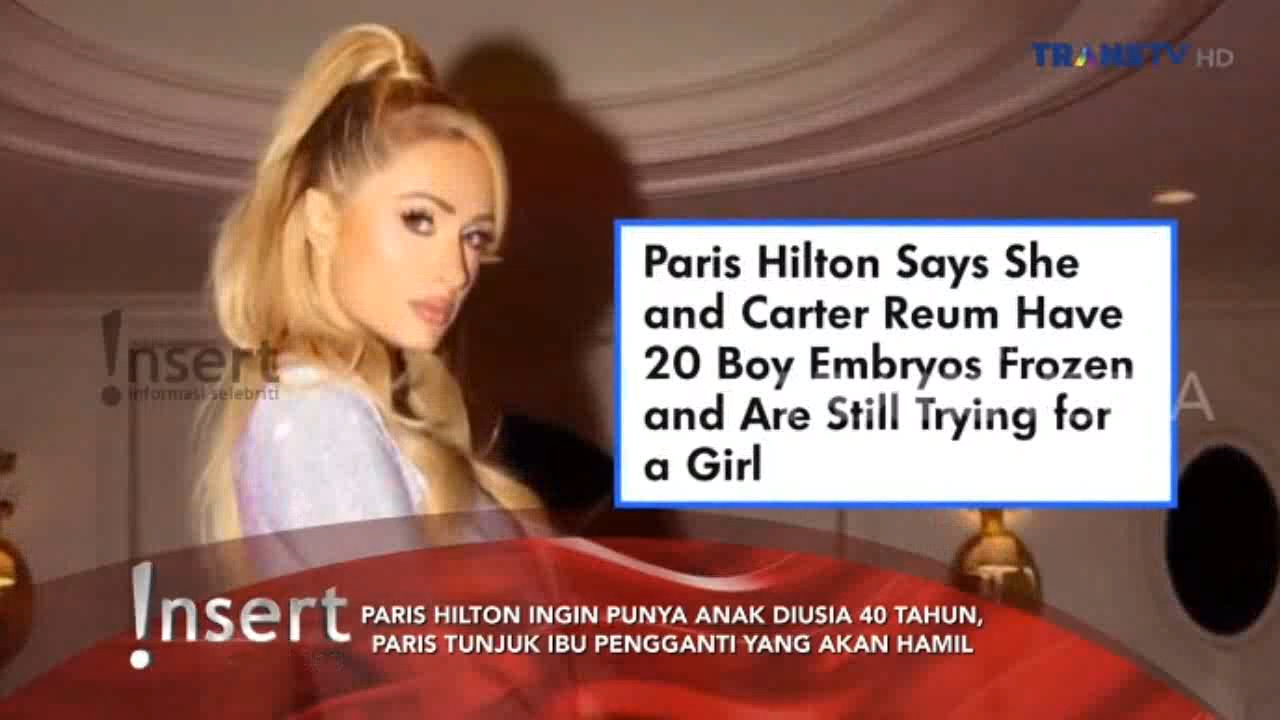 TRANSTV HD
Paris Hilton Says She
and Carter Reum Have
20 Boy Embryos Frozen
and Are Still Trying for
a Girl
!nsert
informasi selebriti
A
!nsert
PARIS HILTON INGIN PUNYA ANAK DIUSIA 40 TAHUN,
PARIS TUNJUK IBU PENGGANTI YANG AKAN HAMIL